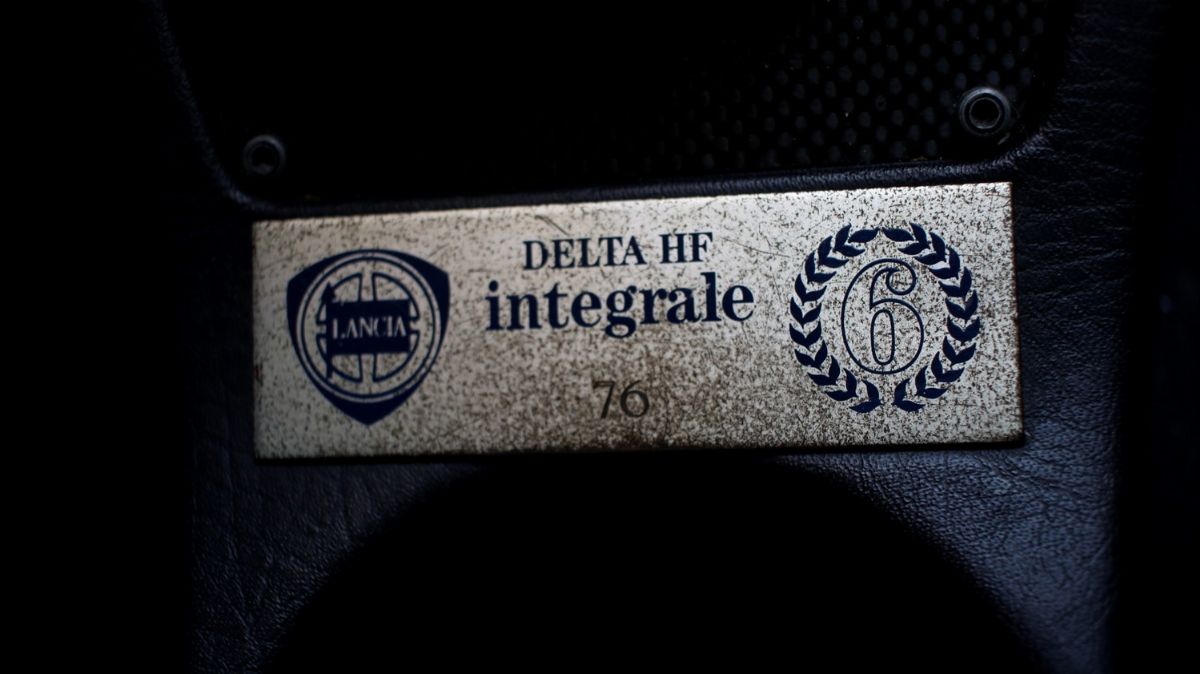 LANCIA
DELTA HF
integrale
76
6